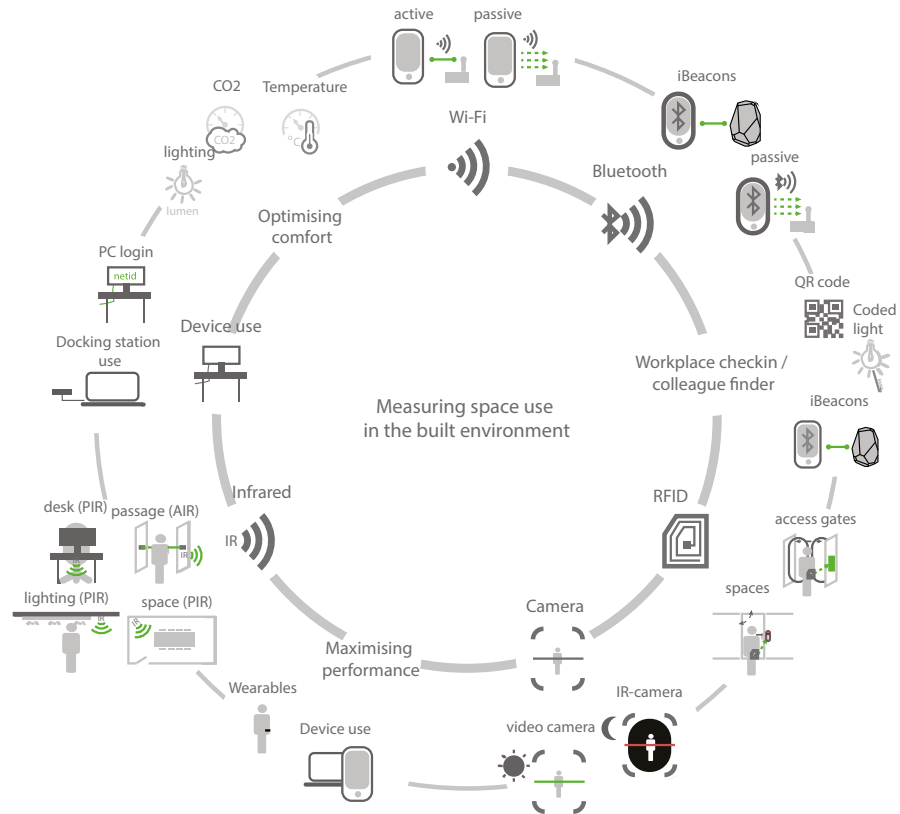 active
passive
iBeacons
CO2
Temperature
CO2
°C
Wi-Fi
lighting
lumen
Bluetooth
passive
Optimising
comfort
PC login
netid
QR code
Coded
light
Device use
Docking station
use
Workplace checkin /
colleague finder
Measuring space use
in the built environment
iBeacons
Infrared
IR
RFID
desk (PIR)
passage (AIR)
IR
IR
access gates
lighting (PIR)
IR
space (PIR)
IR
spaces
Camera
Maximising
performance
Wearables
IR-camera
Device use
video camera